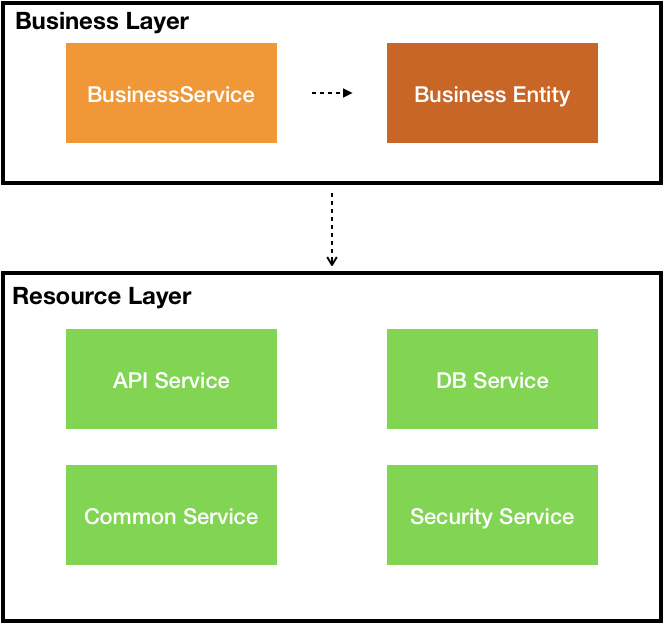 Business Layer
BusinessService
Business Entity
Resource Layer
API Service
DB Service
Common Service
Security Service